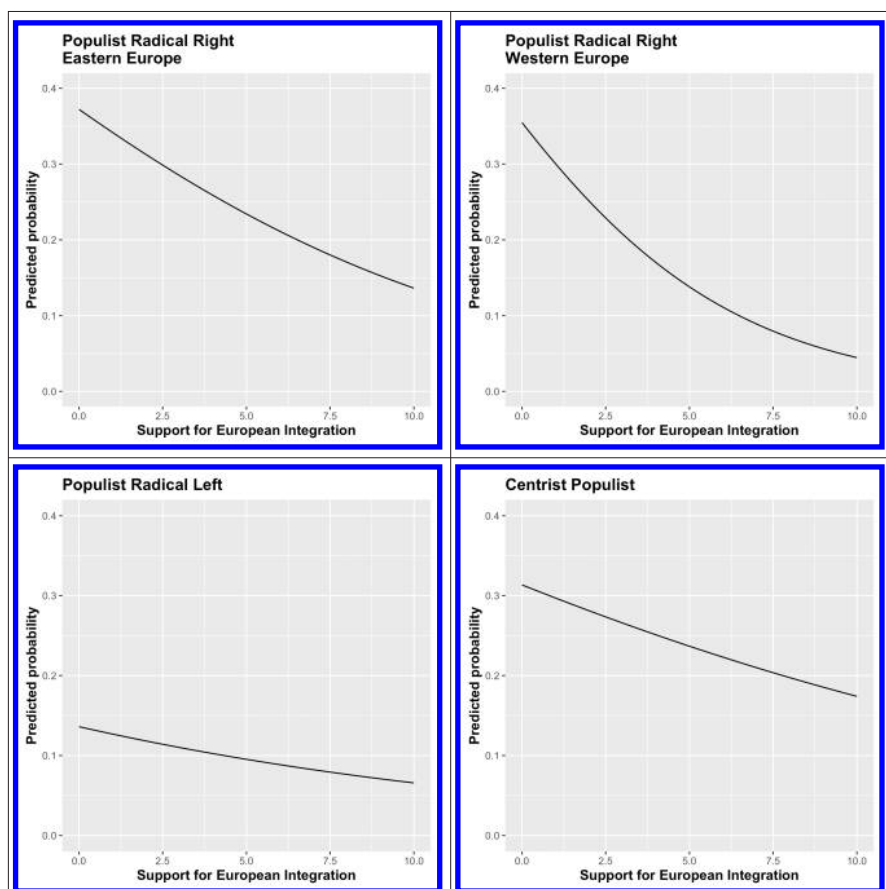 Populist Radical Right
Eastern Europe
0.4
0.3
0.2
0.1
0.0
Predicted probability
0.0 2.5 5.0 7.5 10.0
Support for European Integration
Populist Radical Right
Western Europe
0.4
0.3
0.2
0.1
0.0
Predicted probability
0.0 2.5 5.0 7.5 10.0
Support for European Integration
Populist Radical Left
0.4
0.3
0.2
0.1
0.0
Predicted probability
0.0 2.5 5.0 7.5 10.0
Support for European Integration
Centrist Populist
0.4
0.3
0.2
0.1
0.0
Predicted probability
0.0 2.5 5.0 7.5 10.0
Support for European Integration